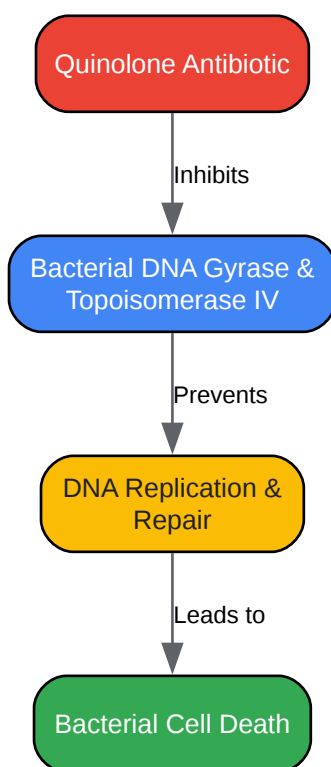 Quinolone Antibiotic
Inhibits
Bacterial DNA Gyrase &
Topoisomerase IV
Prevents
DNA Replication &
Repair
Leads to
Bacterial Cell Death